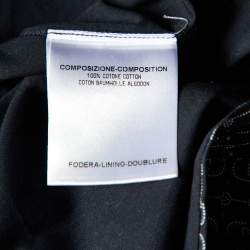 COMPOSIZIONE-COMPOSITION
100% COTONE COTTON
COTON BAUMWOLLE ALGODON
FODERA-LINING-DOUBLURE